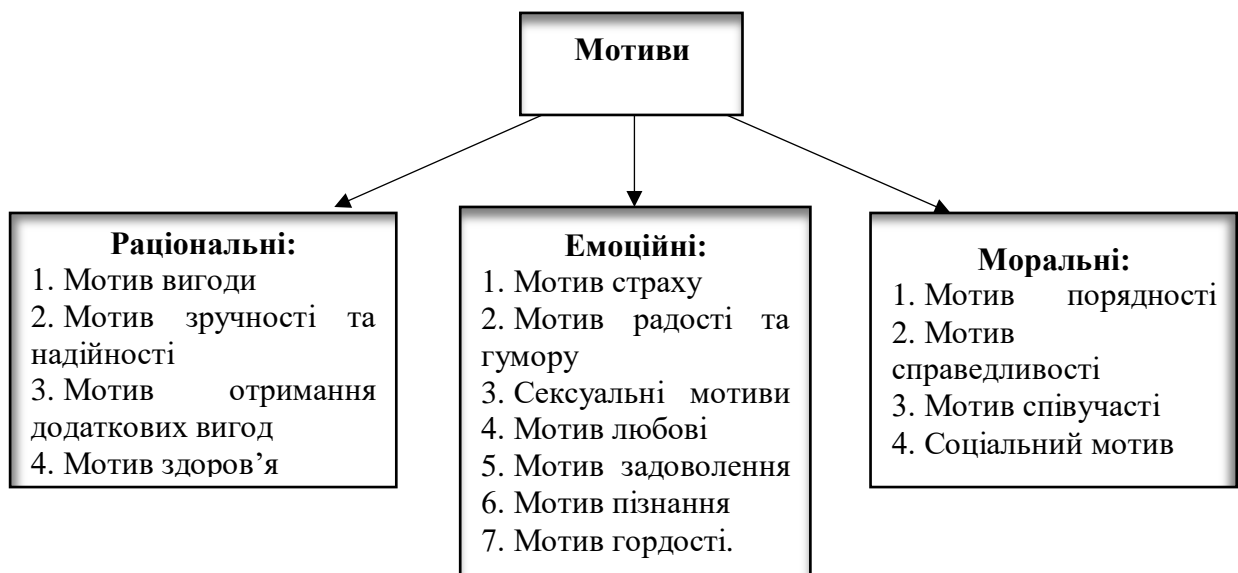 Мотиви
Раціональні:
1. Мотив вигоди
2. Мотив зручності та
надійності
3. Мотив отримання
додаткових вигод
4. Мотив здоров’я
Емоційні:
1. Мотив страху
2. Мотив радості та
гумору
3. Сексуальні мотиви
4. Мотив любові
5. Мотив задоволення
6. Мотив пізнання
7. Мотив гордості.
Моральні:
1. Мотив порядності
2. Мотив
справедливості
3. Мотив співучасті
4. Соціальний мотив